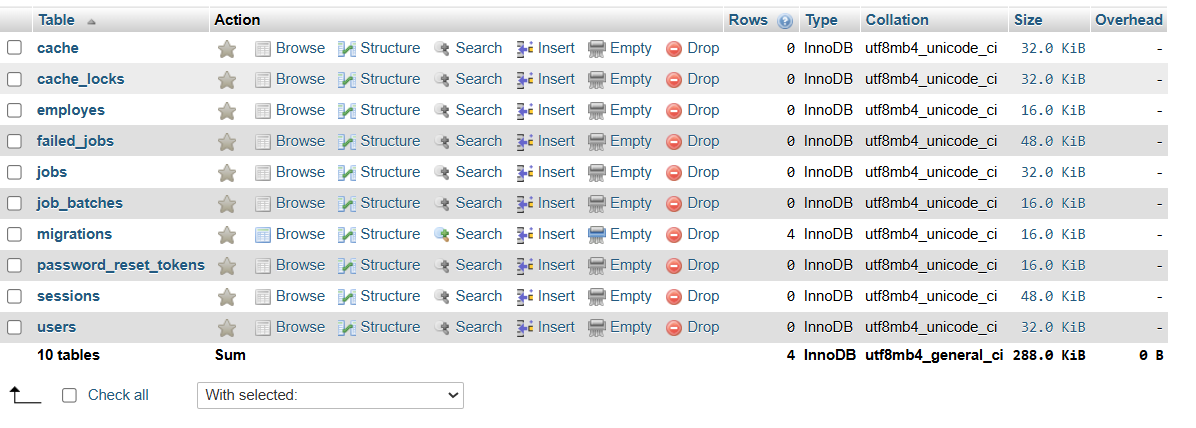 Table Action Rows Type Collation Size Overhead
cache Browse Structure Search Insert Empty Drop 0 InnoDB utf8mb4_unicode_ci 32.0 KiB -
cache_locks Browse Structure Search Insert Empty Drop 0 InnoDB utf8mb4_unicode_ci 32.0 KiB -
employes Browse Structure Search Insert Empty Drop 0 InnoDB utf8mb4_unicode_ci 16.0 KiB -
failed_jobs Browse Structure Search Insert Empty Drop 0 InnoDB utf8mb4_unicode_ci 48.0 KiB -
jobs Browse Structure Search Insert Empty Drop 0 InnoDB utf8mb4_unicode_ci 32.0 KiB -
job_batches Browse Structure Search Insert Empty Drop 0 InnoDB utf8mb4_unicode_ci 16.0 KiB -
migrations Browse Structure Search Insert Empty Drop 4 InnoDB utf8mb4_unicode_ci 16.0 KiB -
password_reset_tokens Browse Structure Search Insert Empty Drop 0 InnoDB utf8mb4_unicode_ci 16.0 KiB -
sessions Browse Structure Search Insert Empty Drop 0 InnoDB utf8mb4_unicode_ci 48.0 KiB -
users Browse Structure Search Insert Empty Drop 0 InnoDB utf8mb4_unicode_ci 32.0 KiB -
10 tables Sum 4 InnoDB utf8mb4_general_ci 288.0 KiB 0 B
Check all With selected: